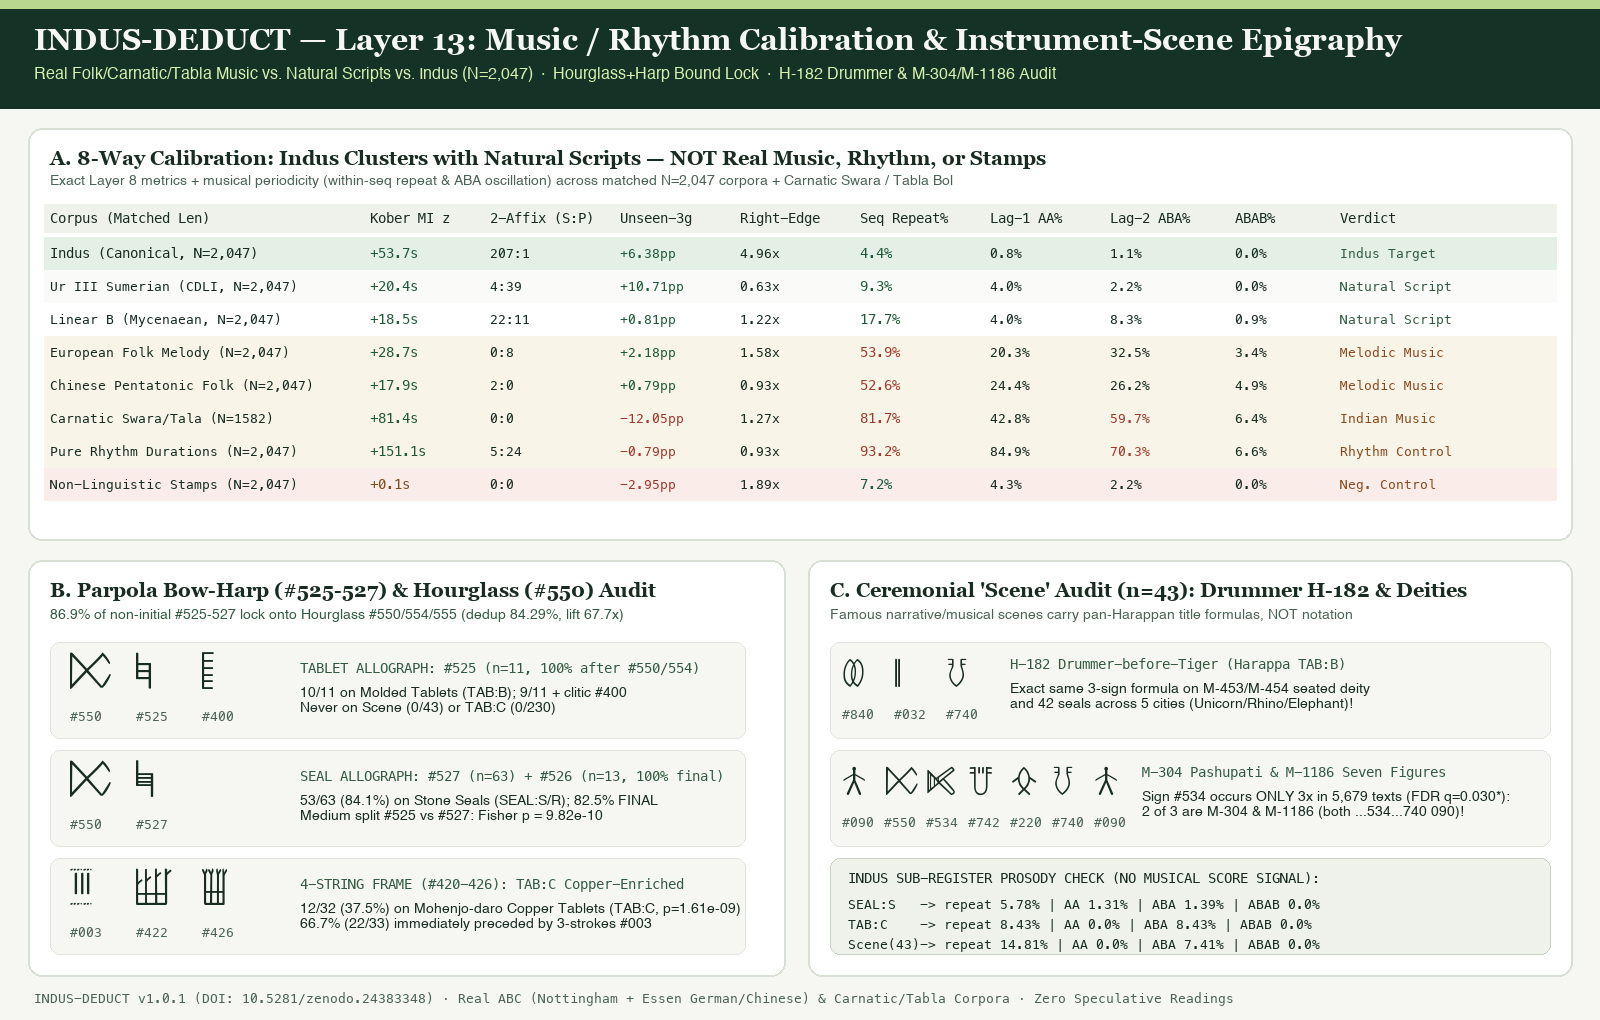 INDUS-DEDUCT — Layer 13: Music / Rhythm Calibration & Instrument-Scene Epigraphy
Real Folk/Carnatic/Tabla Music vs. Natural Scripts vs. Indus (N=2,047) · Hourglass+Harp Bound Lock · H-182 Drummer & M-304/M-1186 Audit
A. 8-Way Calibration: Indus Clusters with Natural Scripts — NOT Real Music, Rhythm, or Stamps
Exact Layer 8 metrics + musical periodicity (within-seq repeat & ABA oscillation) across matched N=2,047 corpora + Carnatic Swara / Tabla Bol
Corpus (Matched Len) Kober MI z 2−Affix (S:P) Unseen−3g Right−Edge Seq Repeat% Lag−1 AA% Lag−2 ABA% ABAB% Verdict
Indus (Canonical, N=2,047) +53.7s 207:1 +6.38pp 4.96x 4.4% 0.8% 1.1% 0.0% Indus Target
Ur III Sumerian (CDLI, N=2,047) +20.4s 4:39 +10.71pp 0.63x 9.3% 4.0% 2.2% 0.0% Natural Script
Linear B (Mycenaean, N=2,047) +18.5s 22:11 +0.81pp 1.22x 17.7% 4.0% 8.3% 0.9% Natural Script
European Folk Melody (N=2,047) +28.7s 0:8 +2.18pp 1.58x 53.9% 20.3% 32.5% 3.4% Melodic Music
Chinese Pentatonic Folk (N=2,047) +17.9s 2:0 +0.79pp 0.93x 52.6% 24.4% 26.2% 4.9% Melodic Music
Carnatic Swara/Tala (N=1582) +81.4s 0:0 −12.05pp 1.27x 81.7% 42.8% 59.7% 6.4% Indian Music
Pure Rhythm Durations (N=2,047) +151.1s 5:24 −0.79pp 0.93x 93.2% 84.9% 70.3% 6.6% Rhythm Control
Non−Linguistic Stamps (N=2,047) +0.1s 0:0 −2.95pp 1.89x 7.2% 4.3% 2.2% 0.0% Neg. Control
B. Parpola Bow-Harp (#525-527) & Hourglass (#550) Audit
86.9% of non-initial #525-527 lock onto Hourglass #550/554/555 (dedup 84.29%, lift 67.7x)
TABLET ALLOGRAPH: #525 (n=11, 100% after #550/554)
10/11 on Molded Tablets (TAB:B); 9/11 + clitic #400
Never on Scene (0/43) or TAB:C (0/230)
#550 #525 #400
SEAL ALLOGRAPH: #527 (n=63) + #526 (n=13, 100% final)
53/63 (84.1%) on Stone Seals (SEAL:S/R); 82.5% FINAL
Medium split #525 vs #527: Fisher p = 9.82e-10
#550 #527
4−STRING FRAME (#420−426): TAB:C Copper−Enriched
12/32 (37.5%) on Mohenjo-daro Copper Tablets (TAB:C, p=1.61e-09)
66.7% (22/33) immediately preceded by 3-strokes #003
#003 #422 #426
C. Ceremonial 'Scene' Audit (n=43): Drummer H-182 & Deities
Famous narrative/musical scenes carry pan-Harappan title formulas, NOT notation
H−182 Drummer−before−Tiger (Harappa TAB:B)
Exact same 3-sign formula on M-453/M-454 seated deity
and 42 seals across 5 cities (Unicorn/Rhino/Elephant)!
#840 #032 #740
M−304 Pashupati & M−1186 Seven Figures
Sign #534 occurs ONLY 3x in 5,679 texts (FDR q=0.030*):
2 of 3 are M-304 & M-1186 (both ...534...740 090)!
#090 #550 #534 #742 #220 #740 #090
INDUS SUB−REGISTER PROSODY CHECK (NO MUSICAL SCORE SIGNAL):
SEAL:S −> repeat 5.78% | AA 1.31% | ABA 1.39% | ABAB 0.0%
TAB:C −> repeat 8.43% | AA 0.0% | ABA 8.43% | ABAB 0.0%
Scene(43)−> repeat 14.81% | AA 0.0% | ABA 7.41% | ABAB 0.0%
INDUS−DEDUCT v1.0.1 (DOI: 10.5281/zenodo.24383348) · Real ABC (Nottingham + Essen German/Chinese) & Carnatic/Tabla Corpora · Zero Speculative Readings